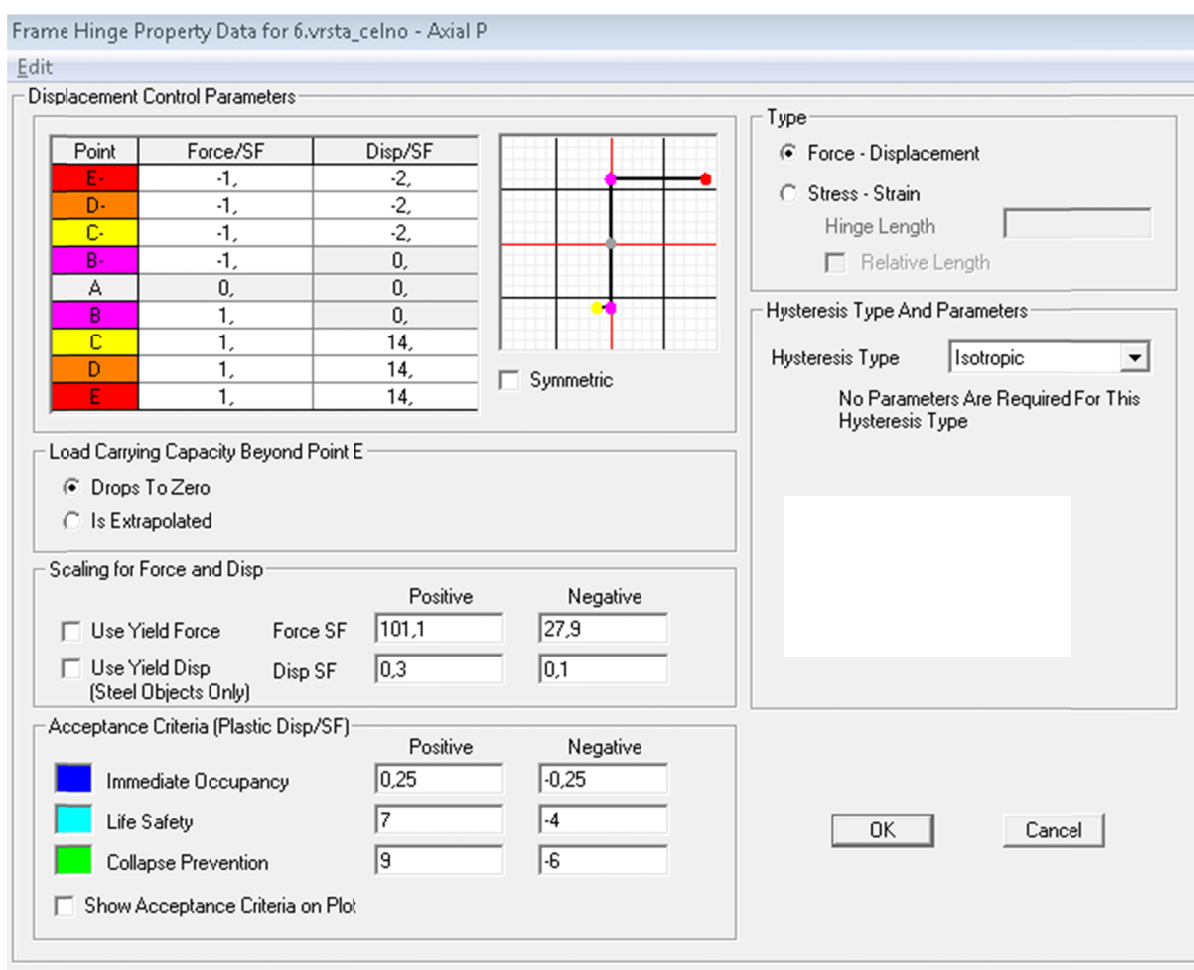 Frame Hinge Property Data for 6.vrsta_celno - Axial P
Edit
Displacement Control Parameters
Point Force/SF Disp/SF
E- -1, -2,
D- -1, -2,
C- -1, -2,
B- -1, 0,
A 0, 0,
B 1, 0,
C 1, 14,
D 1, 14,
E 1, 14,
Symmetric
Type
Force - Displacement
Stress - Strain
Hinge Length
Relative Length
Hysteresis Type And Parameters
Hysteresis Type Isotropic
No Parameters Are Required For This
Hysteresis Type
Load Carrying Capacity Beyond Point E
Drops To Zero
Is Extrapolated
Scaling for Force and Disp
Positive Negative
Use Yield Force Force SF 101,1 27,9
Use Yield Disp Disp SF 0,3 0,1
(Steel Objects Only)
Acceptance Criteria (Plastic Disp/SF)
Positive Negative
Immediate Occupancy 0,25 -0,25
Life Safety 7 -4
Collapse Prevention 9 -6
Show Acceptance Criteria on Plot
OK Cancel